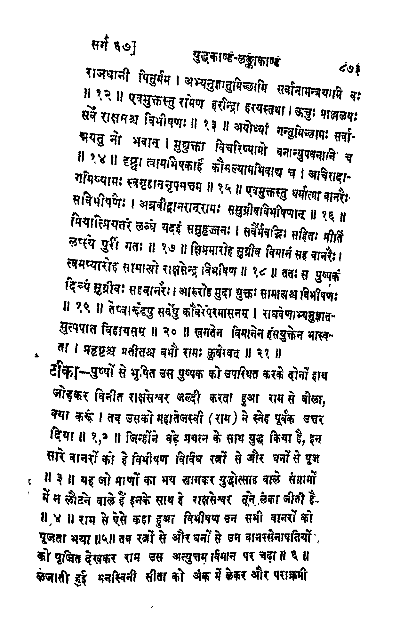 सर्ग ६७] युद्धकाण्ड-लङ्काकाण्ड ८७३
राजधानीं पितुर्मम । अभ्यनुज्ञातुमिच्छामि सर्वानामन्त्रयामि वः
॥ १२ ॥ एवमुक्तस्तु रामेण हरीन्द्रा हरयस्तथा । ऊचुः प्राञ्जलयः
सर्वे राक्षसश्च विभीषणः ॥ १३ ॥ अयोध्यां गन्तुमिच्छामः सर्वा-
न्नयतु नो भवान् । मुद्युक्ता विचरिष्यामो वनान्युपवनानि च
॥ १४ ॥ दृष्ट्वा त्वामभिषेकार्द्रं कौसल्यामभिवाद्य च । अचिरादा-
गमिष्यामः स्वगृहान्नृपसत्तम ॥ १५ ॥ एवमुक्तस्तु धर्मात्मा वानरैः
सविभीषणैः । अब्रवीद्वानरान्रामः ससुग्रीवविभीषणान् ॥ १६ ॥
प्रियात्प्रियतरं लब्धं यदहं ससुहृज्जनः । सर्वैर्भवद्भिः सहितः प्रीतिं
लप्स्ये पुरीं गतः ॥ १७ ॥ क्षिप्रमारोह सुग्रीव विमानं सह वानरैः ।
त्वमप्यारोह सामात्यो राक्षसेन्द्र विभीषण ॥ १८ ॥ ततः स पुष्पकं
दिव्यं सुग्रीवः सहवानरैः । आरुरोह मुदा युक्तः सामात्यश्च विभीषणः
॥ १९ ॥ तेष्वारूढेषु सर्वेषु कौबेरंपरमासनम् । राघवेणाभ्यनुज्ञात-
मुत्पपात विहायसम् ॥ २० ॥ खगतेन विमानेन हंसयुक्तेन भास्व-
ता । प्रहृष्टश्च प्रतीतश्च बभौ रामः कुबेरवत् ॥ २१ ॥
टीका—पुष्पों से भूषित उस पुष्पक को उपस्थित करके दोनों हाथ
जोड़कर विनीत राक्षसेश्वर जल्दी करता हुआ राम से बोला,
क्या करूं । तब उसको महातेजस्वी (राम) ने स्नेह पूर्वक उत्तर
दिया ॥ १,२ ॥ जिन्होंने बड़े प्रयत्न के साथ युद्ध किया है, इन
सारे वानरों को हे विभीषण विविध रत्नों से और धनों से पूज
॥ ३ ॥ यह जो प्राणों का भय त्यागकर युद्धोत्साह वाले संग्रामों
में न लौटने वाले हैं इनके साथ हे राक्षसेश्वर तूने लंका जीती है-
॥ ४ ॥ राम से ऐसे कहा हुआ विभीषण उन सभी वानरों को
पूजता भया ॥५॥ तब रत्नों से और धनों से उन वानरसेनापतियों
को पूजित देखकर राम उस अत्युत्तम विमान पर चढ़ा ॥ ६ ॥
लजाती हुई मनस्विनी सीता को अंक में लेकर और पराक्रमी